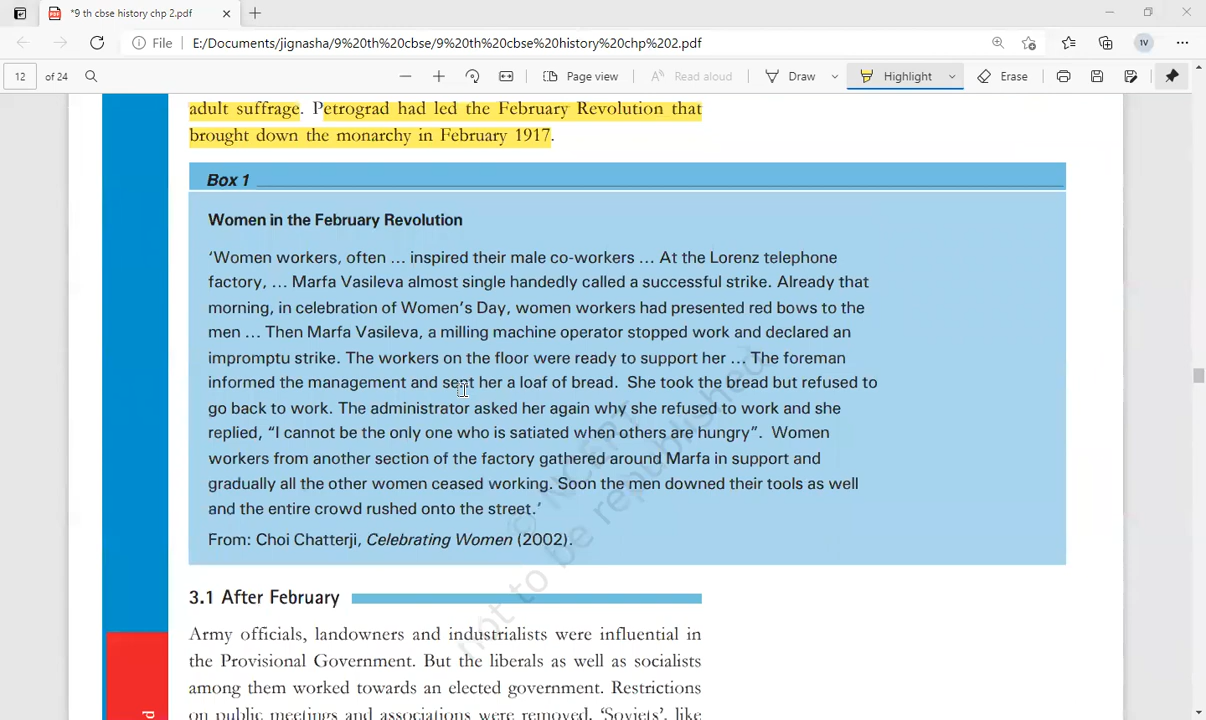 *9 th cbse history chp 2.pdf
File E:/Documents/jignasha/9%20th%20cbse/9%20th%20cbse%20history%20chp%202.pdf
1V
12 of 24 Page view Read aloud Draw Highlight Erase
adult suffrage. Petrograd had led the February Revolution that
brought down the monarchy in February 1917.
Box 1
Women in the February Revolution
‘Women workers, often … inspired their male co-workers … At the Lorenz telephone
factory, … Marfa Vasileva almost single handedly called a successful strike. Already that
morning, in celebration of Women’s Day, women workers had presented red bows to the
men … Then Marfa Vasileva, a milling machine operator stopped work and declared an
impromptu strike. The workers on the floor were ready to support her … The foreman
informed the management and sent her a loaf of bread. She took the bread but refused to
go back to work. The administrator asked her again why she refused to work and she
replied, “I cannot be the only one who is satiated when others are hungry”. Women
workers from another section of the factory gathered around Marfa in support and
gradually all the other women ceased working. Soon the men downed their tools as well
and the entire crowd rushed onto the street.’
From: Choi Chatterji, Celebrating Women (2002).
© NCERT
not to be republished
3.1 After February
Army officials, landowners and industrialists were influential in
the Provisional Government. But the liberals as well as socialists
among them worked towards an elected government. Restrictions
on public meetings and associations were removed. ‘Soviets’, like